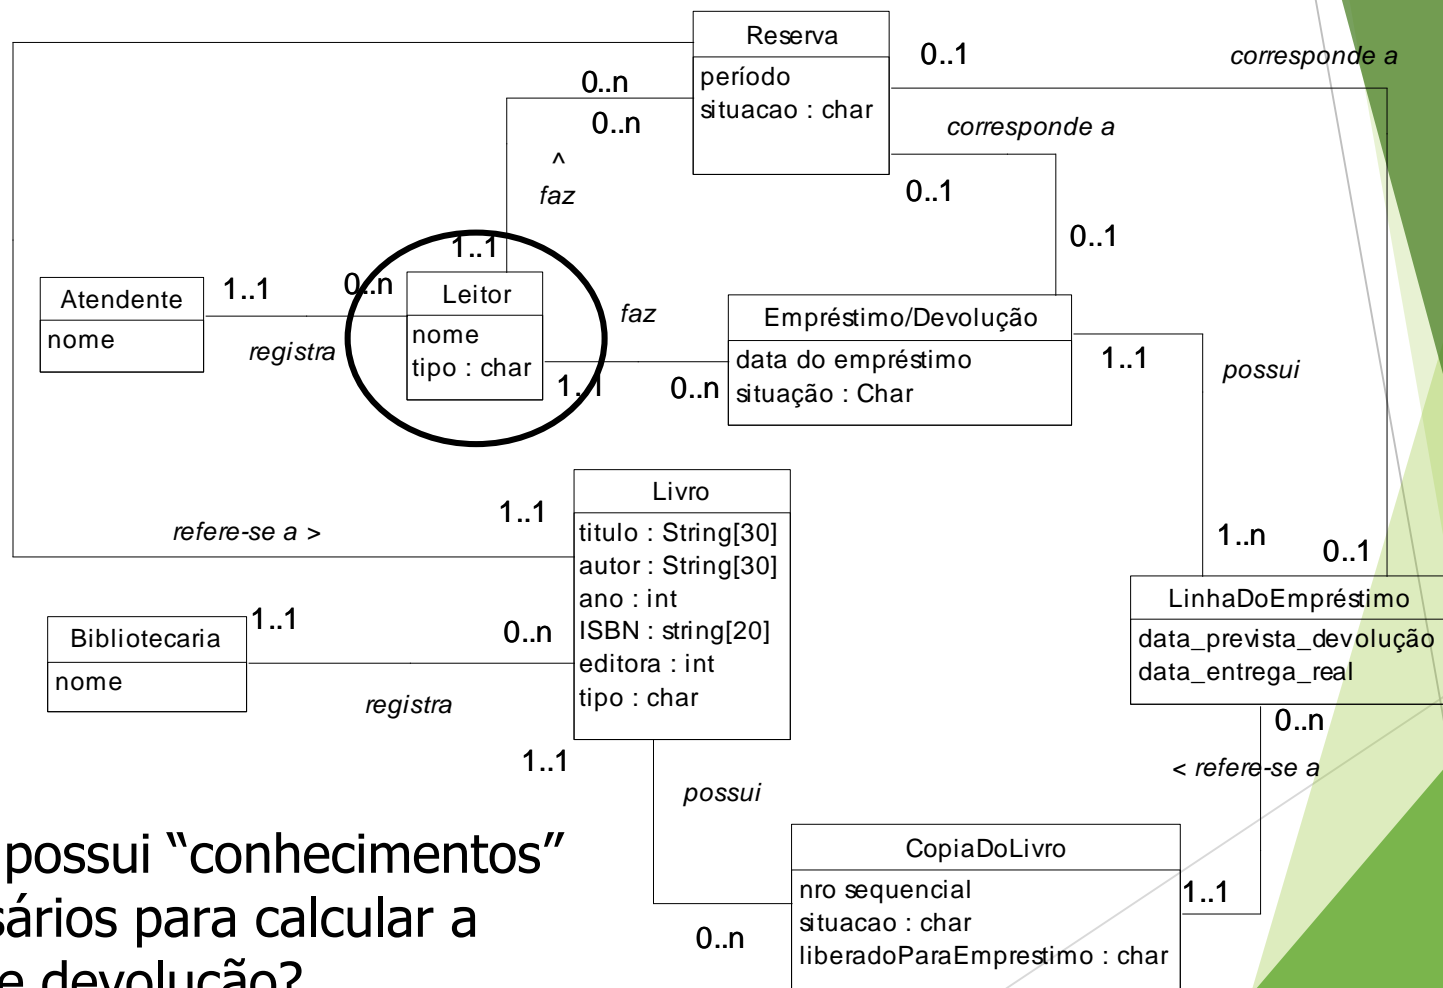 Reserva
período
situacao : char
0..1
corresponde a
0..n
0..n
corresponde a
^
faz
0..1
0..1
1..1
Atendente
nome
1..1
0..n
registra
Leitor
nome
tipo : char
faz
1..1
0..n
Empréstimo/Devolução
data do empréstimo
situação : Char
1..1
possui
refere-se a >
1..1
Livro
titulo : String[30]
autor : String[30]
ano : int
ISBN : string[20]
editora : int
tipo : char
1..n
0..1
LinhaDoEmpréstimo
data_prevista_devolução
data_entrega_real
Bibliotecaria
nome
1..1
0..n
registra
0..n
< refere-se a
1..1
possui
CopiaDoLivro
nro sequencial
situacao : char
liberadoParaEmprestimo : char
1..1
0..n
possui “conhecimentos”
sários para calcular a
e devolução?